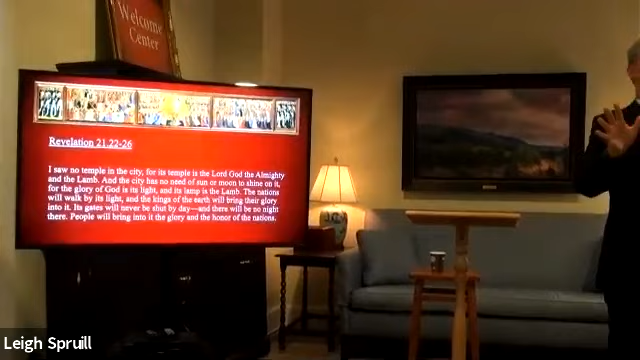 Welcome
Center
Revelation 21.22-26
I saw no temple in the city, for its temple is the Lord God the Almighty
and the Lamb. And the city has no need of sun or moon to shine on it,
for the glory of God is its light, and its lamp is the Lamb. The nations
will walk by its light, and the kings of the earth will bring their glory
into it. Its gates will never be shut by day—and there will be no night
there. People will bring into it the glory and the honor of the nations.
Leigh Spruill